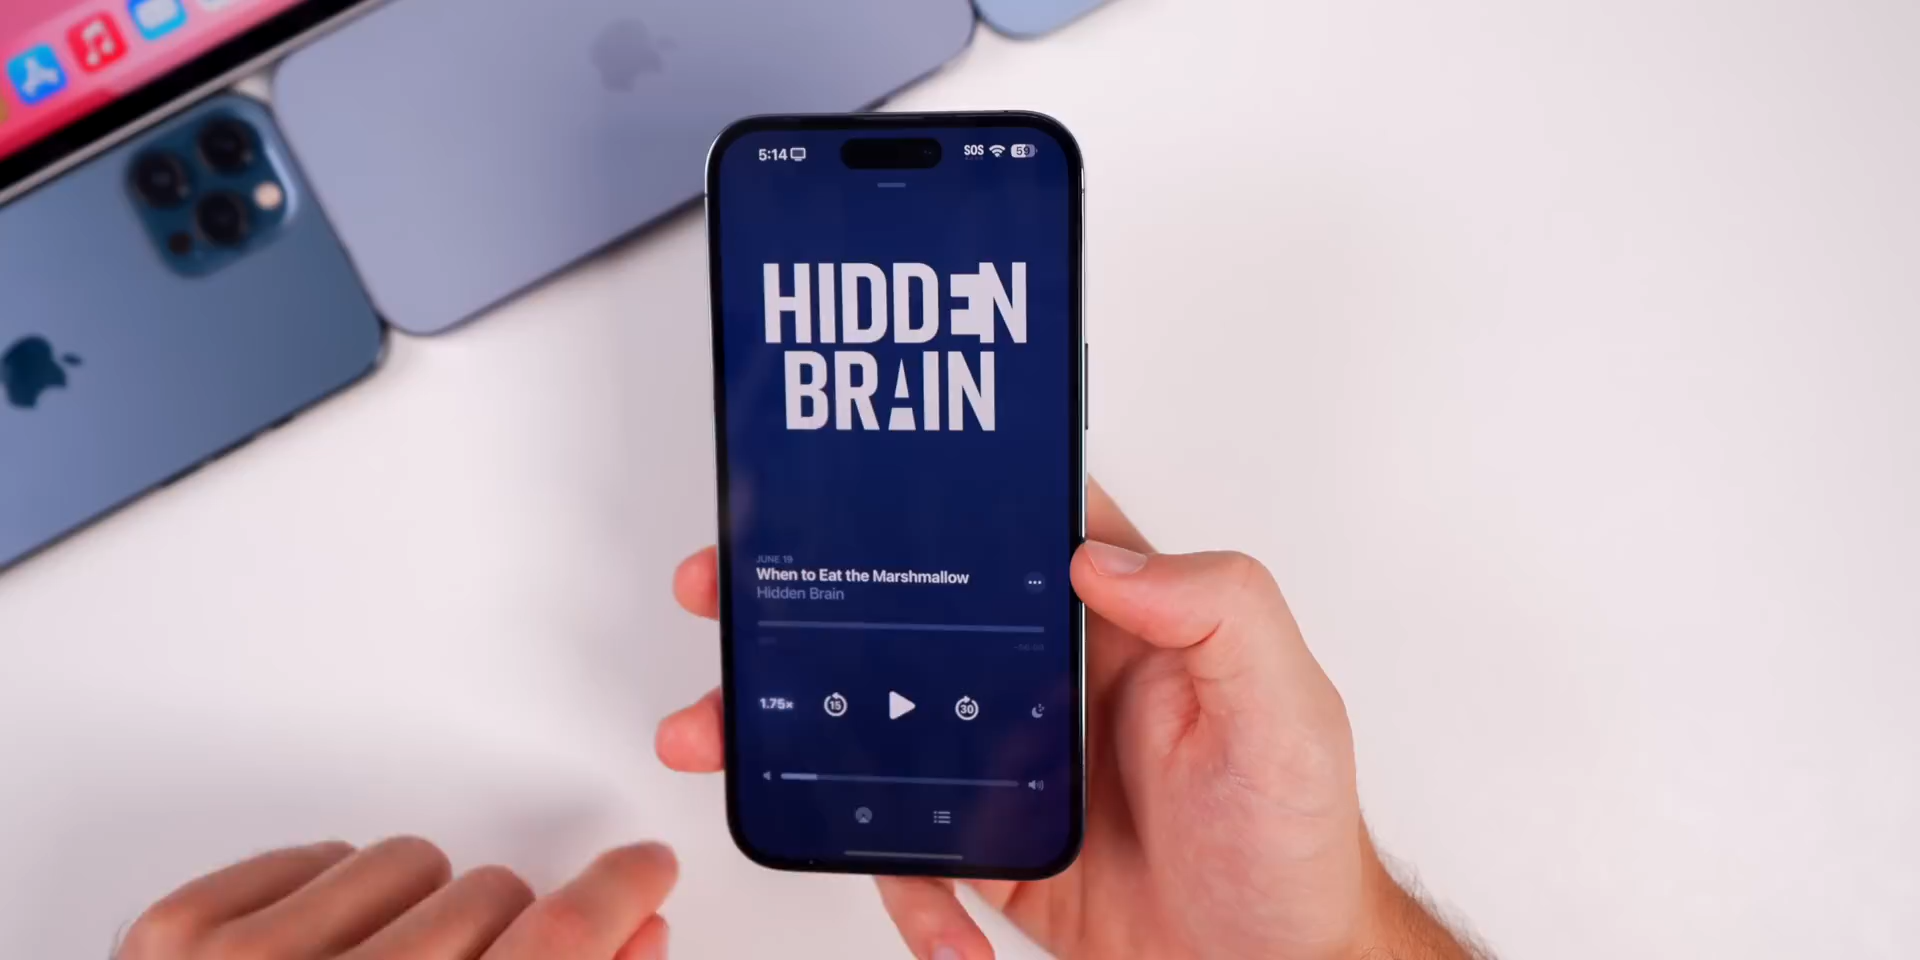 5:14
SOS
59
HIDDEN
BRAIN
JUNE 19
When to Eat the Marshmallow
Hidden Brain
1.75×
15
30